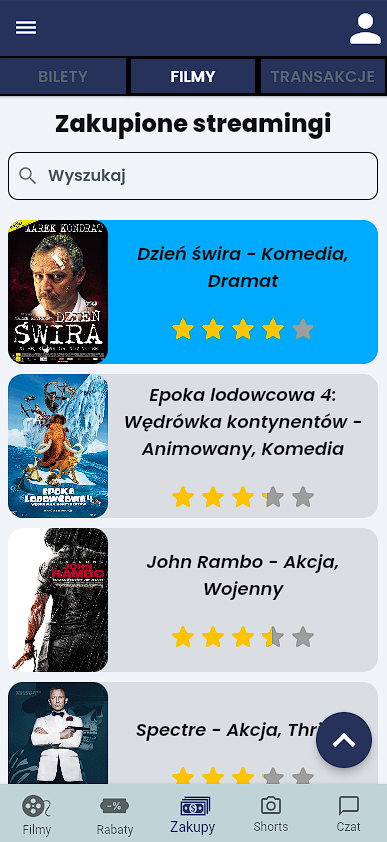 BILETY
FILMY
TRANSAKCJE
Zakupione streamingi
Wyszukaj
MAREK KONDRAT
DZIEŃ
ŚWIRA
Dzień świra - Komedia,
Dramat
EPOKA
LODOWCOWA 4
Epoka lodowcowa 4:
Wędrówka kontynentów -
Animowany, Komedia
JOHN
RAMBO
John Rambo - Akcja,
Wojenny
Spectre - Akcja, Thri
-%
$
Filmy
Rabaty
Zakupy
Shorts
Czat